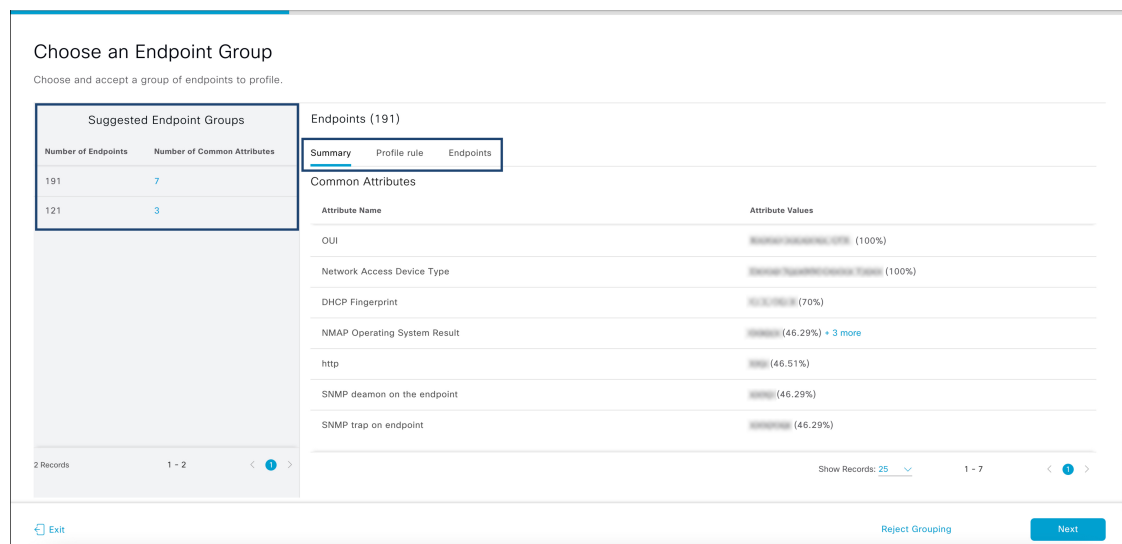 Choose an Endpoint Group
Choose and accept a group of endpoints to profile.
Suggested Endpoint Groups
Number of Endpoints Number of Common Attributes
191 7
121 3
2 Records 1 - 2 1
Endpoints (191)
Summary Profile rule Endpoints
Common Attributes
Attribute Name Attribute Values
OUI (100%)
Network Access Device Type (100%)
DHCP Fingerprint (70%)
NMAP Operating System Result (46.29%) + 3 more
http (46.51%)
SNMP deamon on the endpoint (46.29%)
SNMP trap on endpoint (46.29%)
Show Records: 25 1 - 7 1
Exit Reject Grouping Next